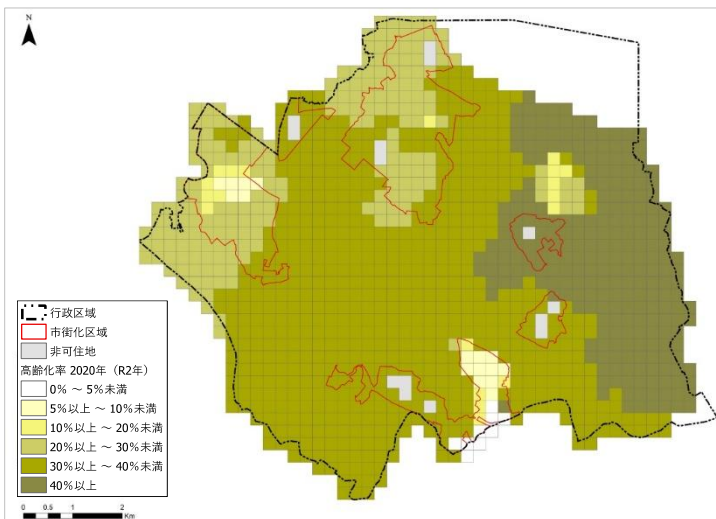 N
行政区域
市街化区域
非可住地
高齢化率 2020年（R2年）
0% ～ 5%未満
5%以上 ～ 10%未満
10%以上 ～ 20%未満
20%以上 ～ 30%未満
30%以上 ～ 40%未満
40%以上
0 0.5 1 2
Km